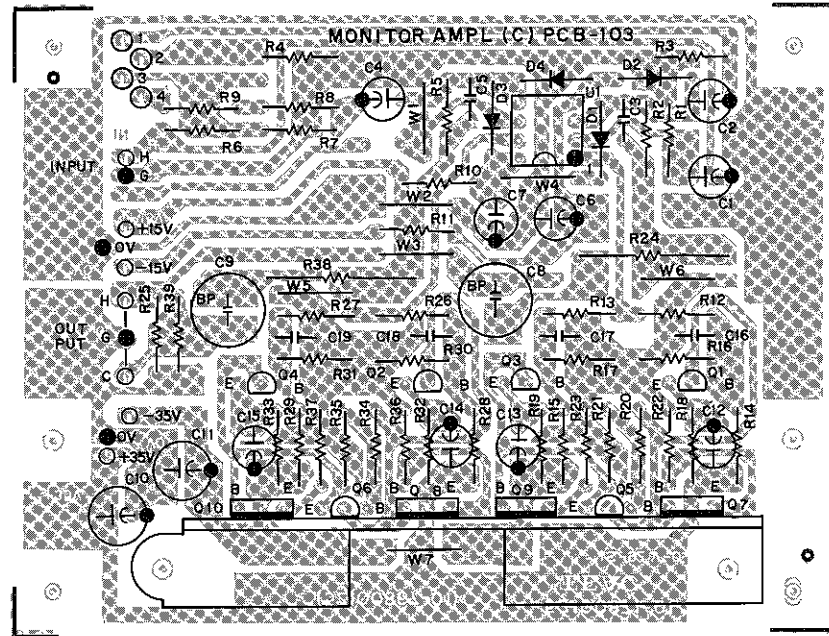 MONITOR AMPL (C) PCB-103
1
2
3
4
R4
R3
C4
R5
C5
D3
D4
D2
W1
R9
R8
R6
R7
D1
C3
R2
R1
C2
IN
INPUT
H
G
R10
W4
C1
W2
C7
C6
R11
+15V
0V
-15V
W3
R24
W6
C9
R38
W5
C8
BP
BP
H
R25
R39
R27
R26
R13
R12
OUT
PUT
G
C19
C18
R30
C17
C16
R16
C
R31
Q2
Q3
R17
Q4
Q1
E
B
E
B
E
B
E
B
-35V
0V
+35V
C11
C10
C15
R33
R29
R37
R35
R34
R36
R32
C14
R28
C13
R19
R15
R23
R21
R20
R22
R18
C12
R14
B
E
E
Q6
B
Q
B
E
B
Q9
E
E
Q5
B
B
E
Q10
Q7
W7